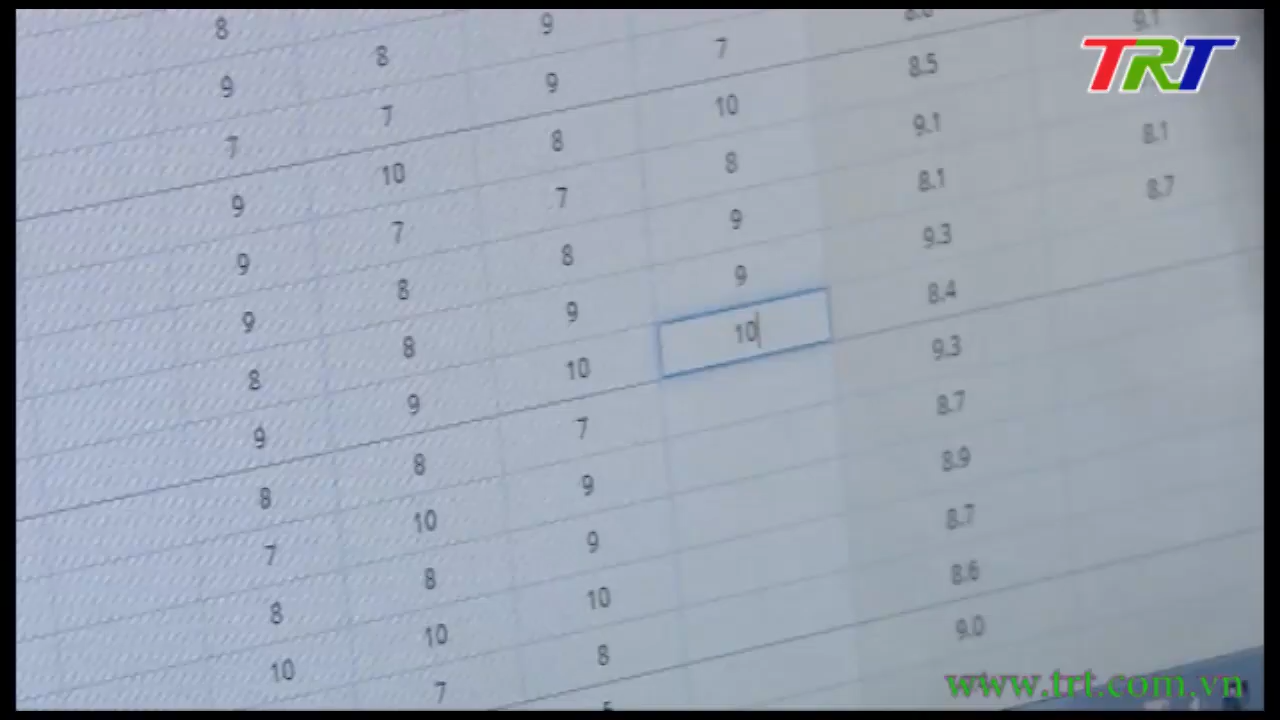 TRT
8
9 8 9
7 7 9 7
9 10 8 10 8.5 9.1
9 7 7 8 9.1
9 8 8 9 8.1 8.1
8 8 9 9 9.3 8.7
9 9 10 10 8.4
8 8 7 9.3
7 10 9 8.7
8 8 9 8.9
10 10 10 8.7
7 8 8.6
9.0
www.trt.com.vn